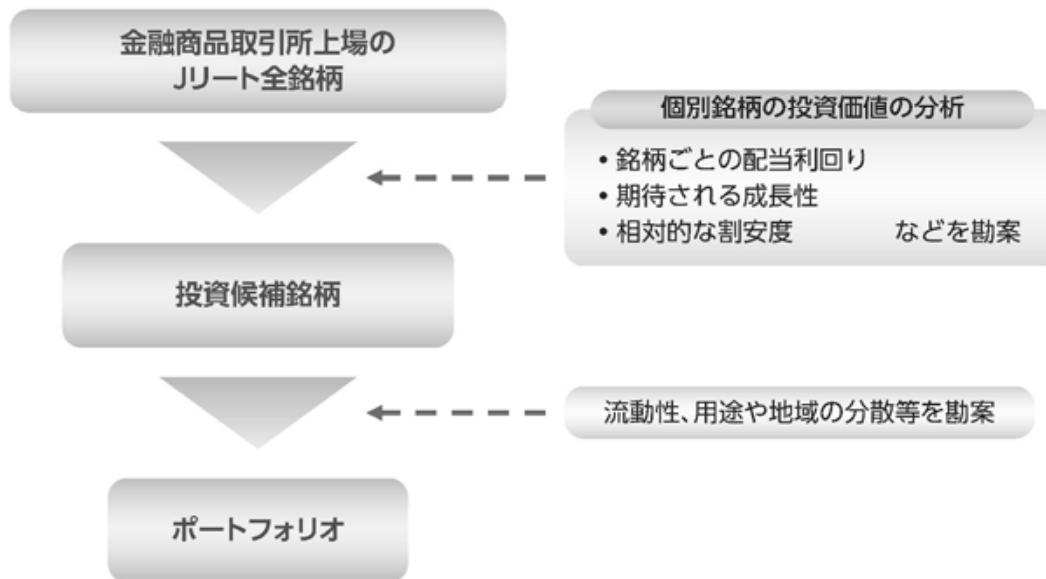 金融商品取引所上場の
Jリート全銘柄
個別銘柄の投資価値の分析
• 銘柄ごとの配当利回り
• 期待される成長性
• 相対的な割安度 などを勘案
投資候補銘柄
流動性、用途や地域の分散等を勘案
ポートフォリオ